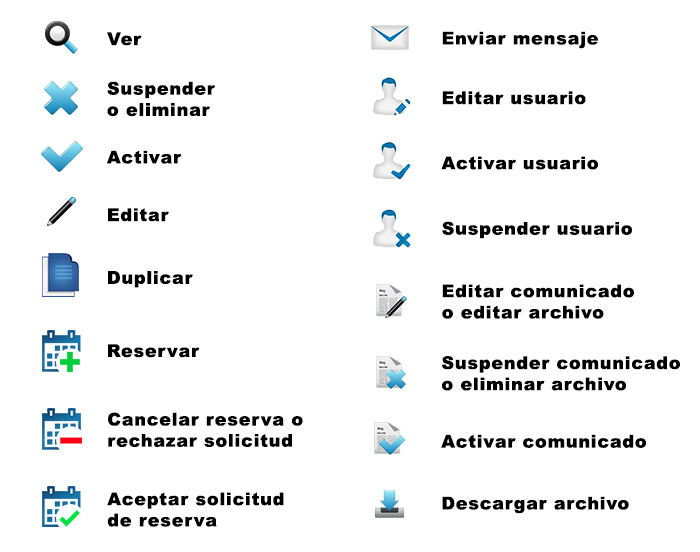 Ver
Suspender
o eliminar
Activar
Editar
Duplicar
Reservar
Cancelar reserva o
rechazar solicitud
Aceptar solicitud
de reserva
Enviar mensaje
Editar usuario
Activar usuario
Suspender usuario
Editar comunicado
o editar archivo
Suspender comunicado
o eliminar archivo
Activar comunicado
Descargar archivo